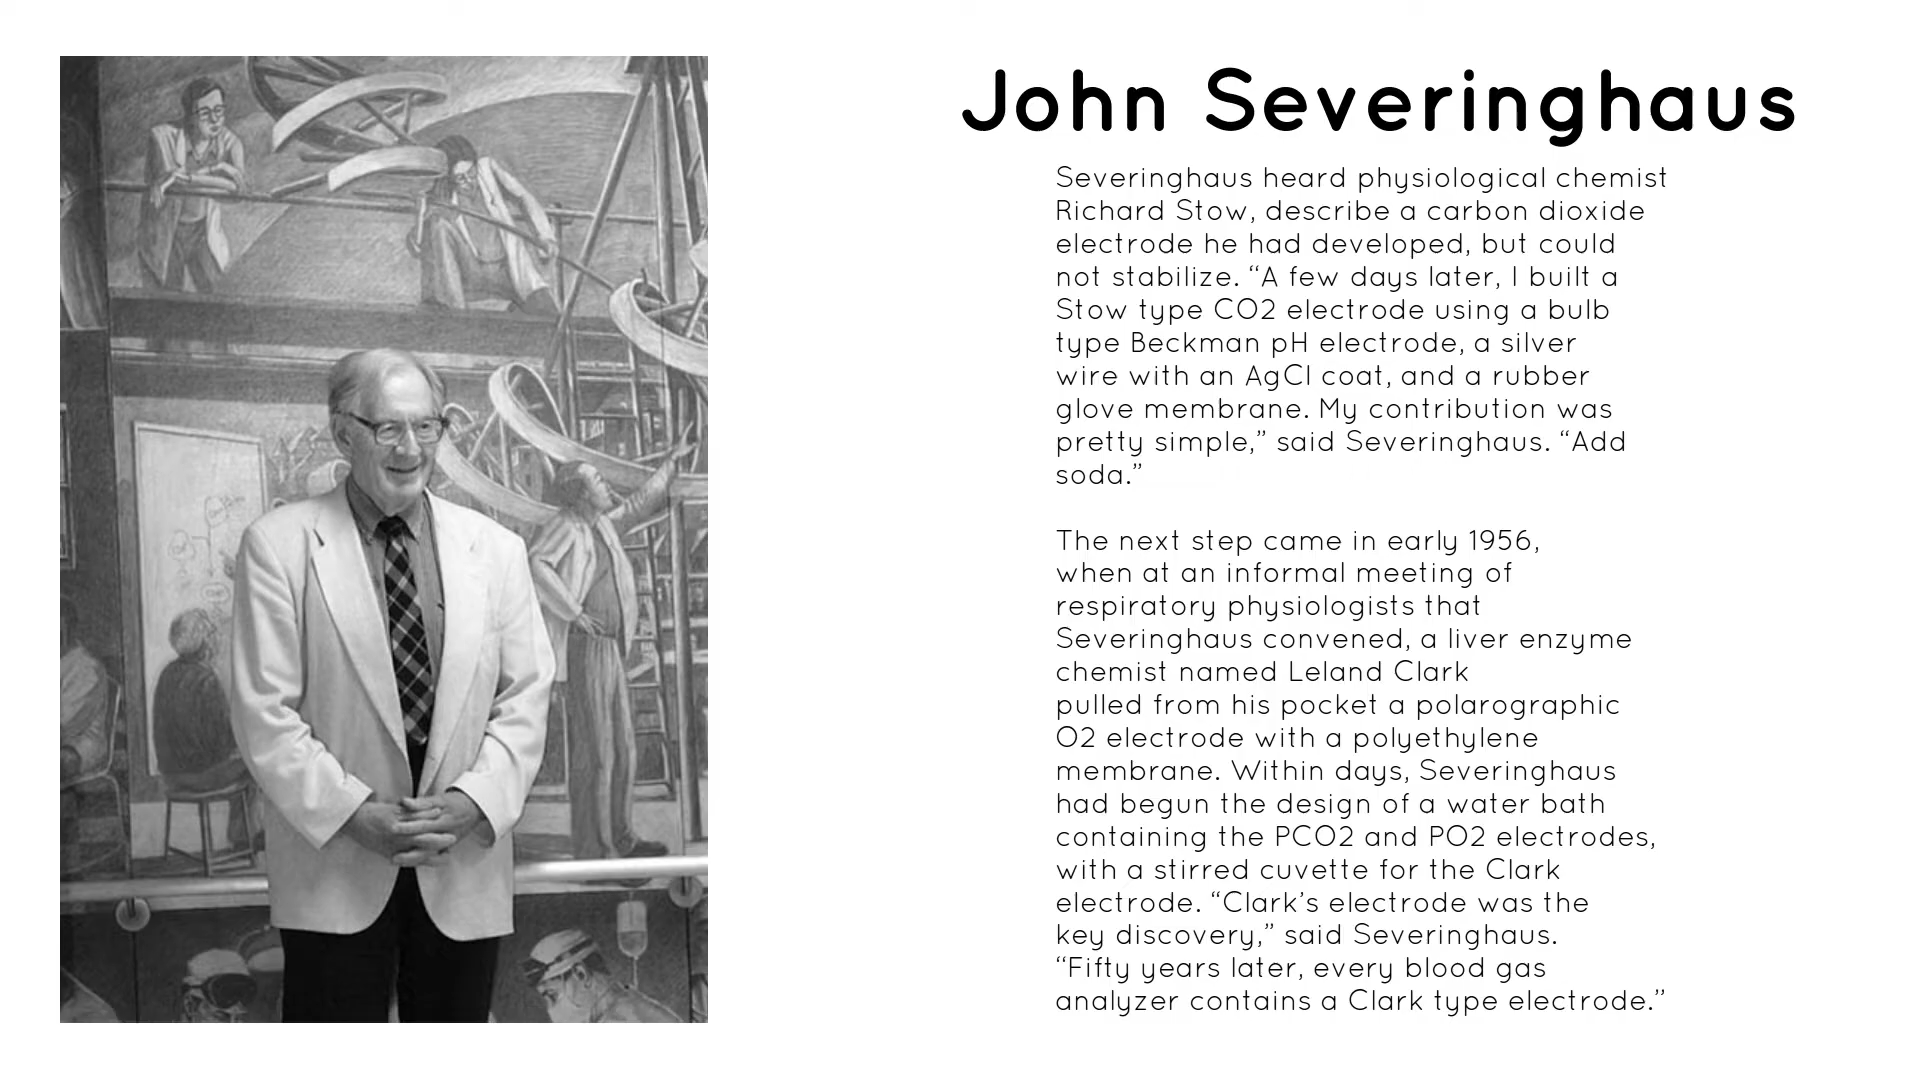 John Severinghaus
Severinghaus heard physiological chemist
Richard Stow, describe a carbon dioxide
electrode he had developed, but could
not stabilize. “A few days later, I built a
Stow type CO2 electrode using a bulb
type Beckman pH electrode, a silver
wire with an AgCl coat, and a rubber
glove membrane. My contribution was
pretty simple,” said Severinghaus. “Add
soda.”
The next step came in early 1956,
when at an informal meeting of
respiratory physiologists that
Severinghaus convened, a liver enzyme
chemist named Leland Clark
pulled from his pocket a polarographic
O2 electrode with a polyethylene
membrane. Within days, Severinghaus
had begun the design of a water bath
containing the PCO2 and PO2 electrodes,
with a stirred cuvette for the Clark
electrode. “Clark’s electrode was the
key discovery,” said Severinghaus.
“Fifty years later, every blood gas
analyzer contains a Clark type electrode.”